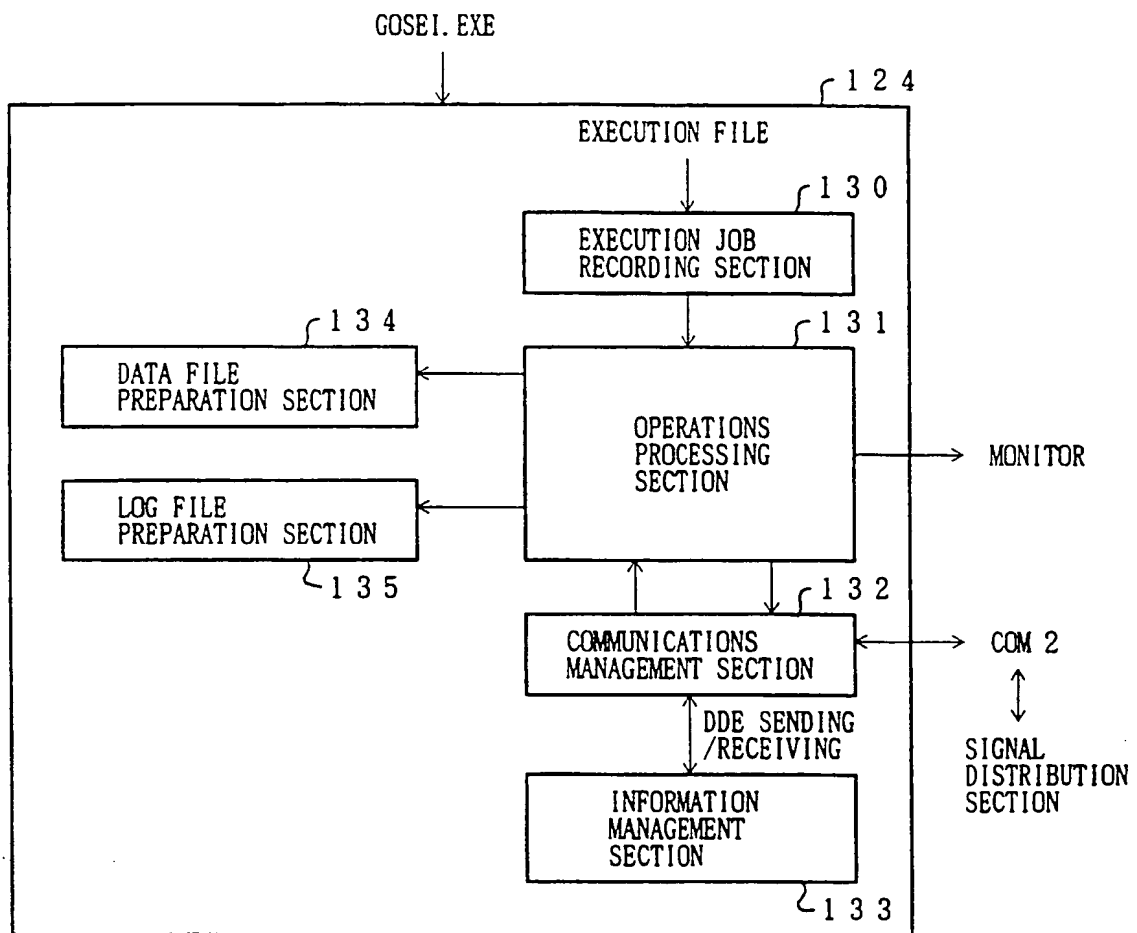 GOSEI.EXE
124
EXECUTION FILE
130
EXECUTION JOB
RECORDING SECTION
134
131
DATA FILE
PREPARATION SECTION
OPERATIONS
PROCESSING
SECTION
MONITOR
LOG FILE
PREPARATION SECTION
135
132
COMMUNICATIONS
MANAGEMENT SECTION
COM 2
DDE SENDING
/RECEIVING
SIGNAL
DISTRIBUTION
SECTION
INFORMATION
MANAGEMENT
SECTION
133